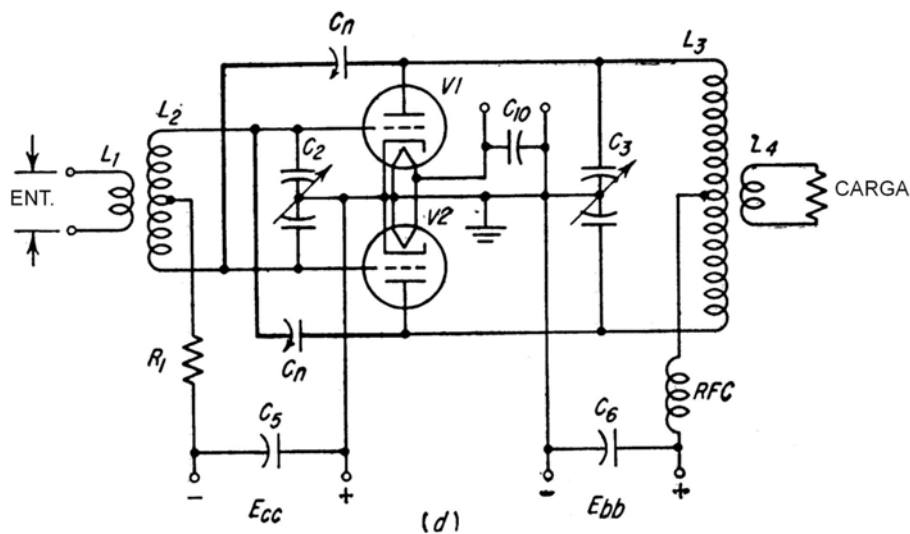 Cn
L3
V1
L2
C10
L1
C2
C3
L4
ENT.
CARGA
V2
R1
Cn
RFC
C5
C6
- +
- +
Ecc
Ebb
(d)